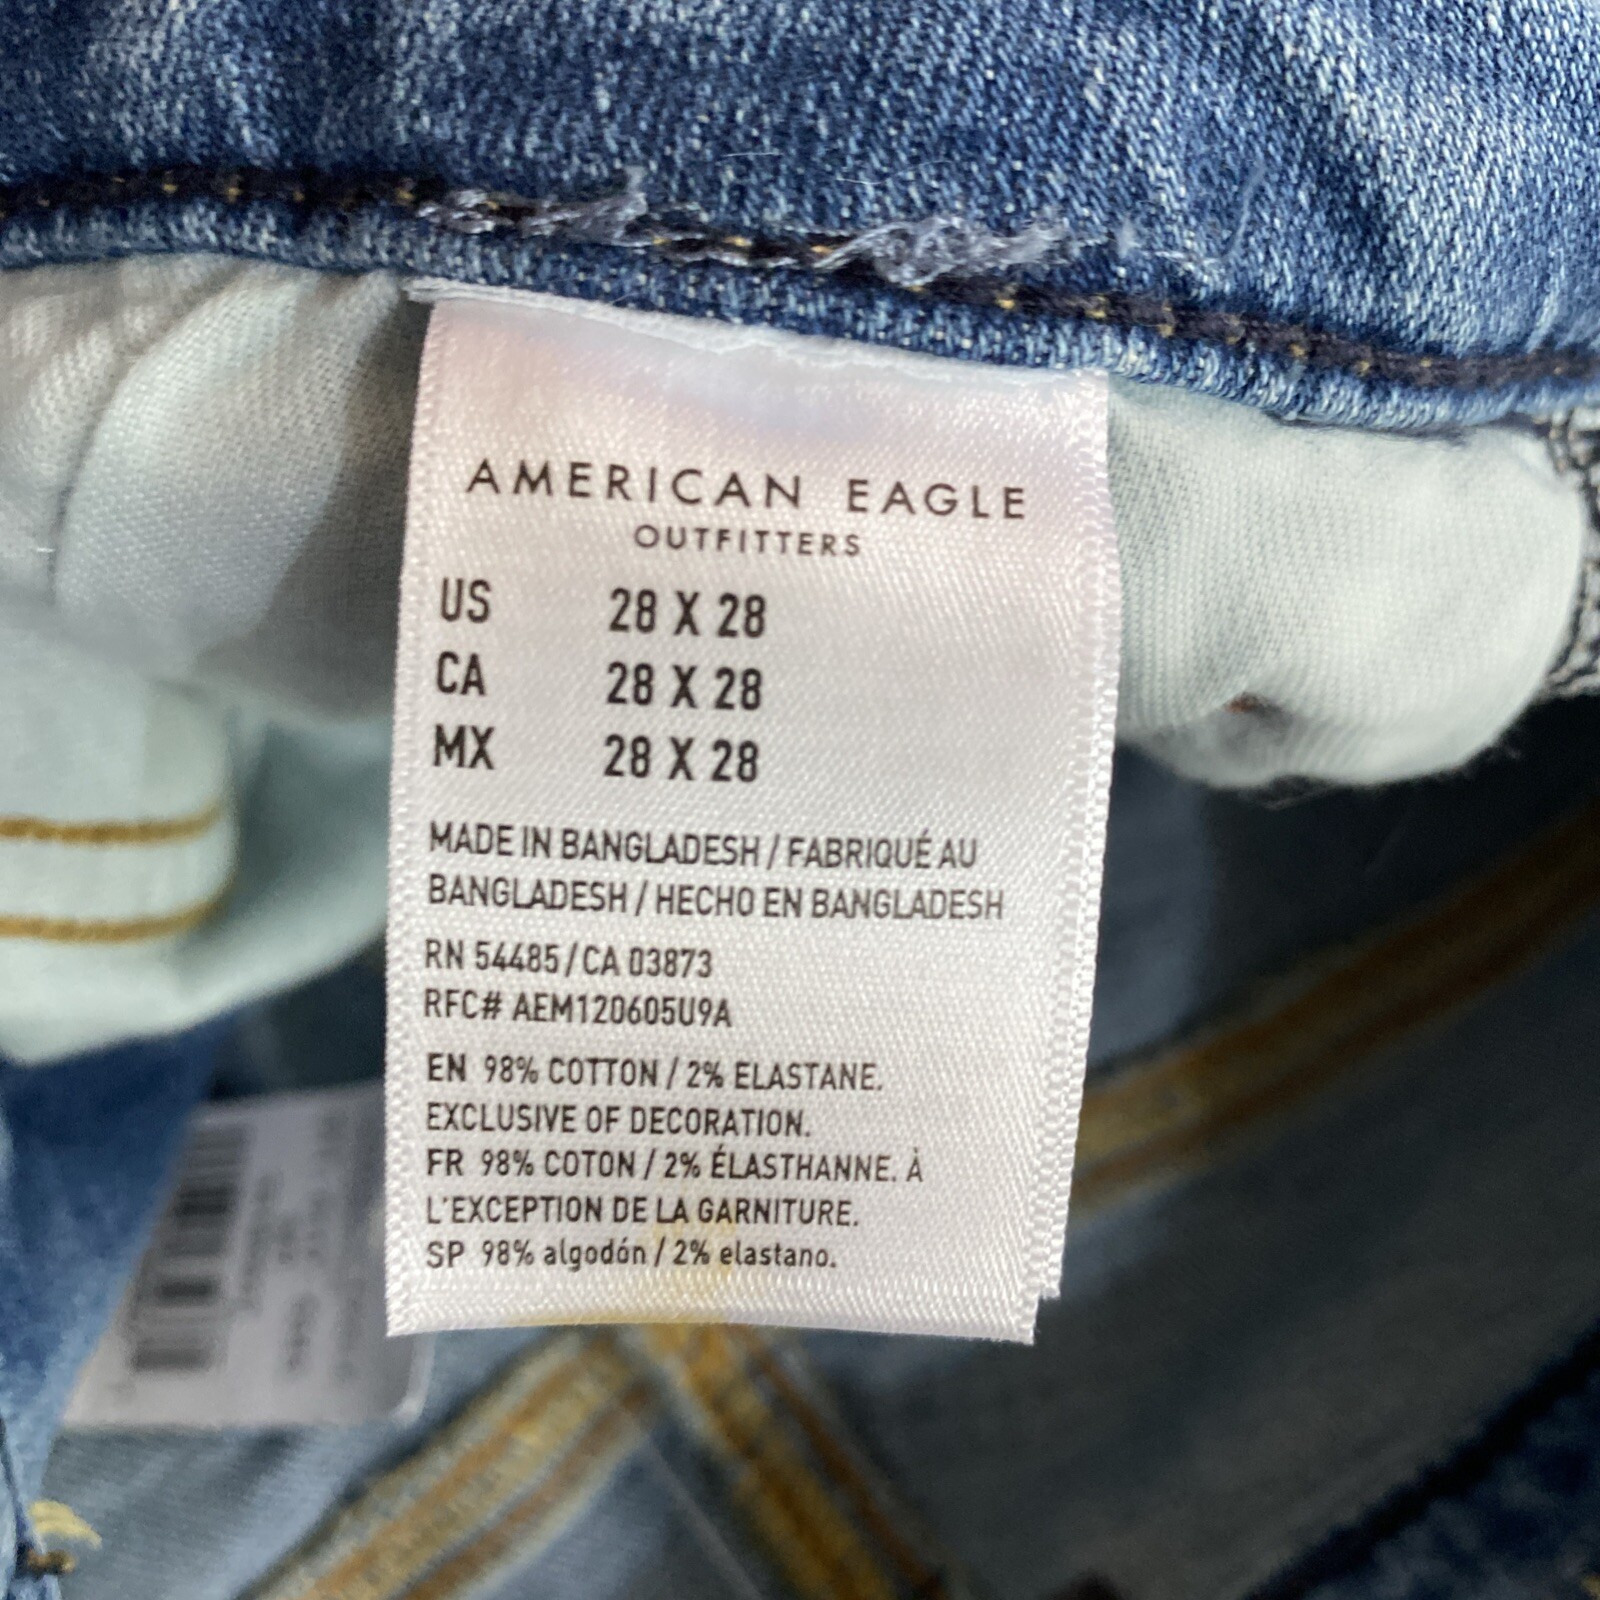 AMERICAN EAGLE
OUTFITTERS
US 28 X 28
CA 28 X 28
MX 28 X 28
MADE IN BANGLADESH / FABRIQUÉ AU
BANGLADESH / HECHO EN BANGLADESH
RN 54485 / CA 03873
RFC# AEM120605U9A
EN 98% COTTON / 2% ELASTANE.
EXCLUSIVE OF DECORATION.
FR 98% COTON / 2% ÉLASTHANNE. À
L'EXCEPTION DE LA GARNITURE.
SP 98% algodón / 2% elastano.